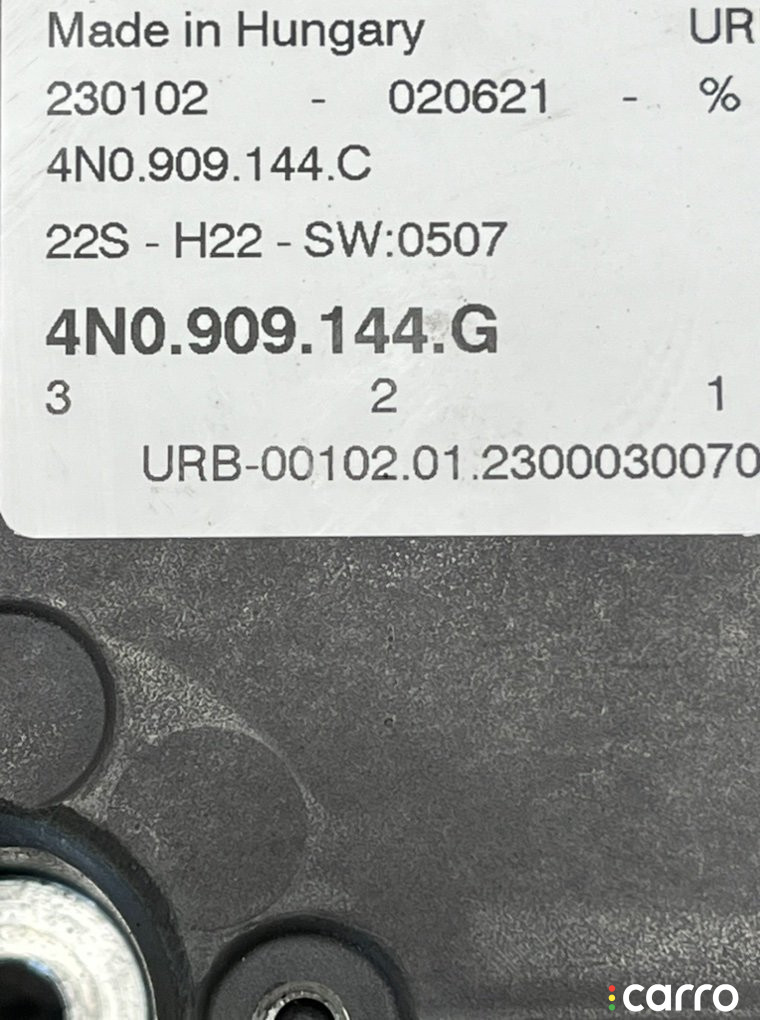 Made in Hungary UR
230102 - 020621 - %
4N0.909.144.C
22S - H22 - SW:0507
4N0.909.144.G
3 2 1
URB-00102.01.2300030070
carro